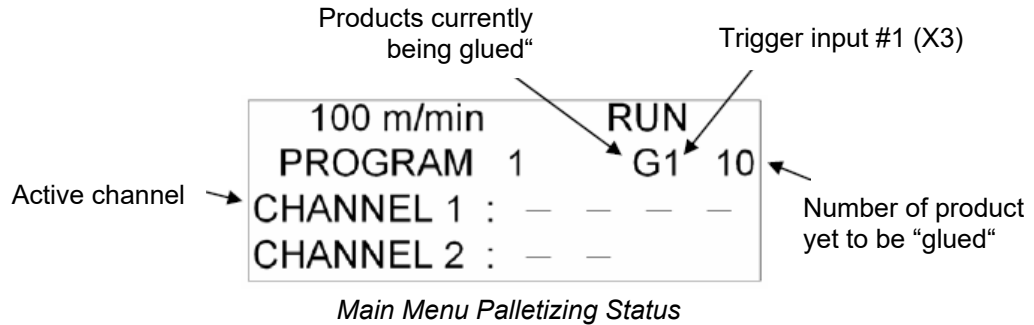 Products currently
being glued“
Trigger input #1 (X3)
100 m/min RUN
PROGRAM 1 G1 10
Active channel
CHANNEL 1 : — — — —
Number of product
yet to be “glued“
CHANNEL 2 : — —
Main Menu Palletizing Status